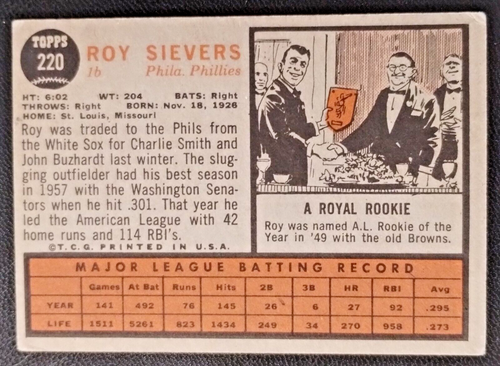 TOPPS
220
ROY SIEVERS
1b Phila. Phillies
HT: 6:02 WT: 204 BATS: Right
THROWS: Right BORN: Nov. 18, 1926
HOME: St. Louis, Missouri
Roy was traded to the Phils from
the White Sox for Charlie Smith and
John Buzhardt last winter. The slug-
ging outfielder had his best season
in 1957 with the Washington Sena-
tors when he hit .301. That year he
led the American League with 42
home runs and 114 RBI's.
© T. C. G. PRINTED IN U.S.A.
A ROYAL ROOKIE
Roy was named A.L. Rookie of the
Year in '49 with the old Browns.
MAJOR LEAGUE BATTING RECORD
Games At Bat Runs Hits 2B 3B HR RBI Avg.
YEAR 141 492 76 145 26 6 27 92 .295
LIFE 1511 5261 823 1434 249 34 270 958 .273